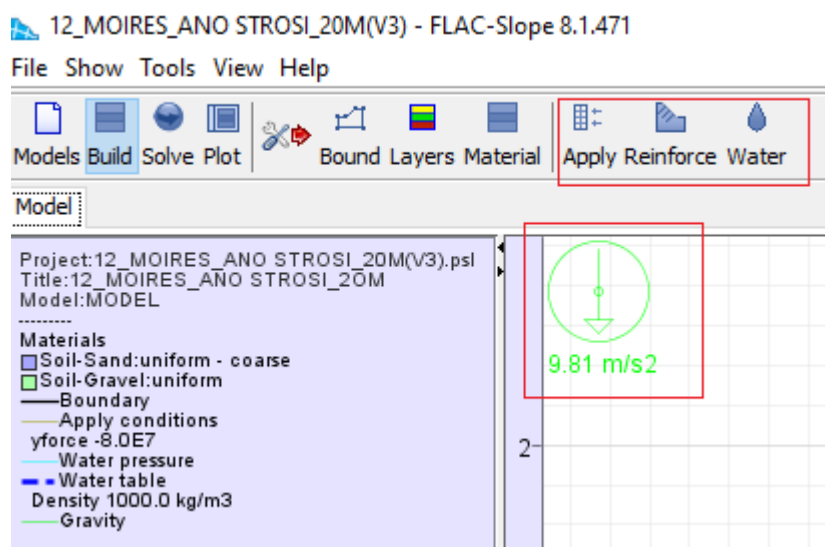 12_MOIRES_ANO STROSI_20M(V3) - FLAC-Slope 8.1.471
File Show Tools View Help
Models Build Solve Plot Bound Layers Material Apply Reinforce Water
Model
Project:12_MOIRES_ANO STROSI_20M(V3).psl
Title:12_MOIRES_ANO STROSI_20M
Model:MODEL
---------
Materials
Soil-Sand:uniform - coarse
Soil-Gravel:uniform
Boundary
Apply conditions
yforce -8.0E7
Water pressure
Water table
Density 1000.0 kg/m3
Gravity
9.81 m/s2
2